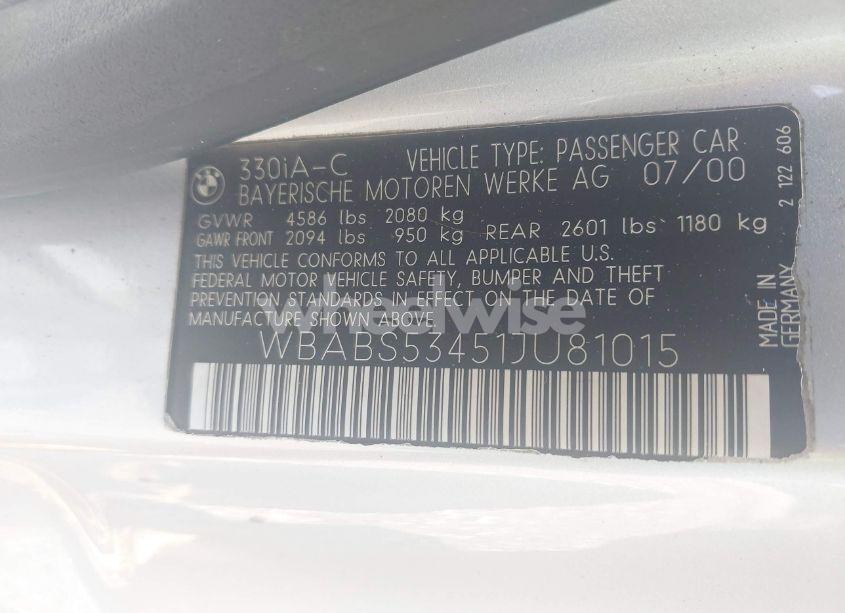 330iA-C VEHICLE TYPE: PASSENGER CAR
BAYERISCHE MOTOREN WERKE AG 07/00
GVWR 4586 lbs 2080 kg
GAWR FRONT 2094 lbs 950 kg REAR 2601 lbs 1180 kg
THIS VEHICLE CONFORMS TO ALL APPLICABLE U.S.
FEDERAL MOTOR VEHICLE SAFETY, BUMPER AND THEFT
PREVENTION STANDARDS IN EFFECT ON THE DATE OF
MANUFACTURE SHOWN ABOVE.
WBABS53451JU81015
MADE IN
GERMANY
2 122 606
wheelwise